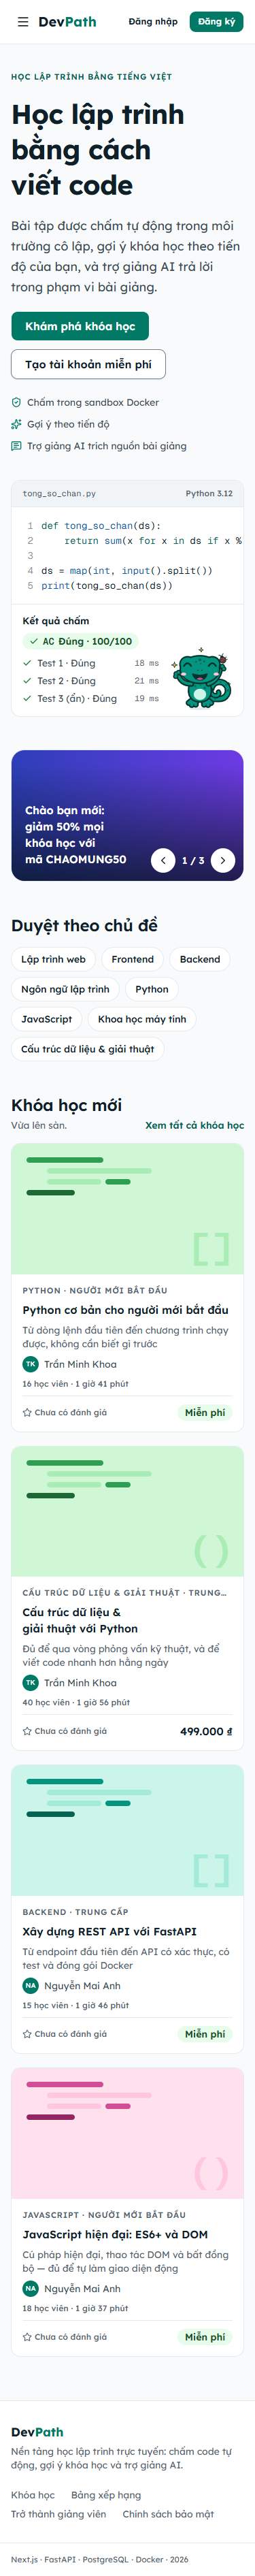 DevPath
Đăng nhập
Đăng ký
HỌC LẬP TRÌNH BẰNG TIẾNG VIỆT
Học lập trình
bằng cách
viết code
Bài tập được chấm tự động trong môi
trường cô lập, gợi ý khóa học theo tiến
độ của bạn, và trợ giảng AI trả lời
trong phạm vi bài giảng.
Khám phá khóa học
Tạo tài khoản miễn phí
Chấm trong sandbox Docker
Gợi ý theo tiến độ
Trợ giảng AI trích nguồn bài giảng
tong_so_chan.py
Python 3.12
1 def tong_so_chan(ds):
2 return sum(x for x in ds if x %
3
4 ds = map(int, input().split())
5 print(tong_so_chan(ds))
Kết quả chấm
AC Đúng · 100/100
Test 1 · Đúng 18 ms
Test 2 · Đúng 21 ms
Test 3 (ẩn) · Đúng 19 ms
Chào bạn mới:
giảm 50% mọi
khóa học với
mã CHAOMUNG50
1 / 3
Duyệt theo chủ đề
Lập trình web
Frontend
Backend
Ngôn ngữ lập trình
Python
JavaScript
Khoa học máy tính
Cấu trúc dữ liệu & giải thuật
Khóa học mới
Vừa lên sàn.
Xem tất cả khóa học
[ ]
PYTHON · NGƯỜI MỚI BẮT ĐẦU
Python cơ bản cho người mới bắt đầu
Từ dòng lệnh đầu tiên đến chương trình chạy
được, không cần biết gì trước
TK Trần Minh Khoa
16 học viên · 1 giờ 41 phút
Chưa có đánh giá
Miễn phí
( )
CẤU TRÚC DỮ LIỆU & GIẢI THUẬT · TRUNG…
Cấu trúc dữ liệu &
giải thuật với Python
Đủ để qua vòng phỏng vấn kỹ thuật, và để
viết code nhanh hơn hằng ngày
TK Trần Minh Khoa
40 học viên · 1 giờ 56 phút
Chưa có đánh giá
499.000 ₫
[ ]
BACKEND · TRUNG CẤP
Xây dựng REST API với FastAPI
Từ endpoint đầu tiên đến API có xác thực, có
test và đóng gói Docker
NA Nguyễn Mai Anh
15 học viên · 1 giờ 46 phút
Chưa có đánh giá
Miễn phí
( )
JAVASCRIPT · NGƯỜI MỚI BẮT ĐẦU
JavaScript hiện đại: ES6+ và DOM
Cú pháp hiện đại, thao tác DOM và bất đồng
bộ — đủ để tự làm giao diện động
NA Nguyễn Mai Anh
18 học viên · 1 giờ 37 phút
Chưa có đánh giá
Miễn phí
DevPath
Nền tảng học lập trình trực tuyến: chấm code tự
động, gợi ý khóa học và trợ giảng AI.
Khóa học
Bảng xếp hạng
Trở thành giảng viên
Chính sách bảo mật
Next.js · FastAPI · PostgreSQL · Docker · 2026